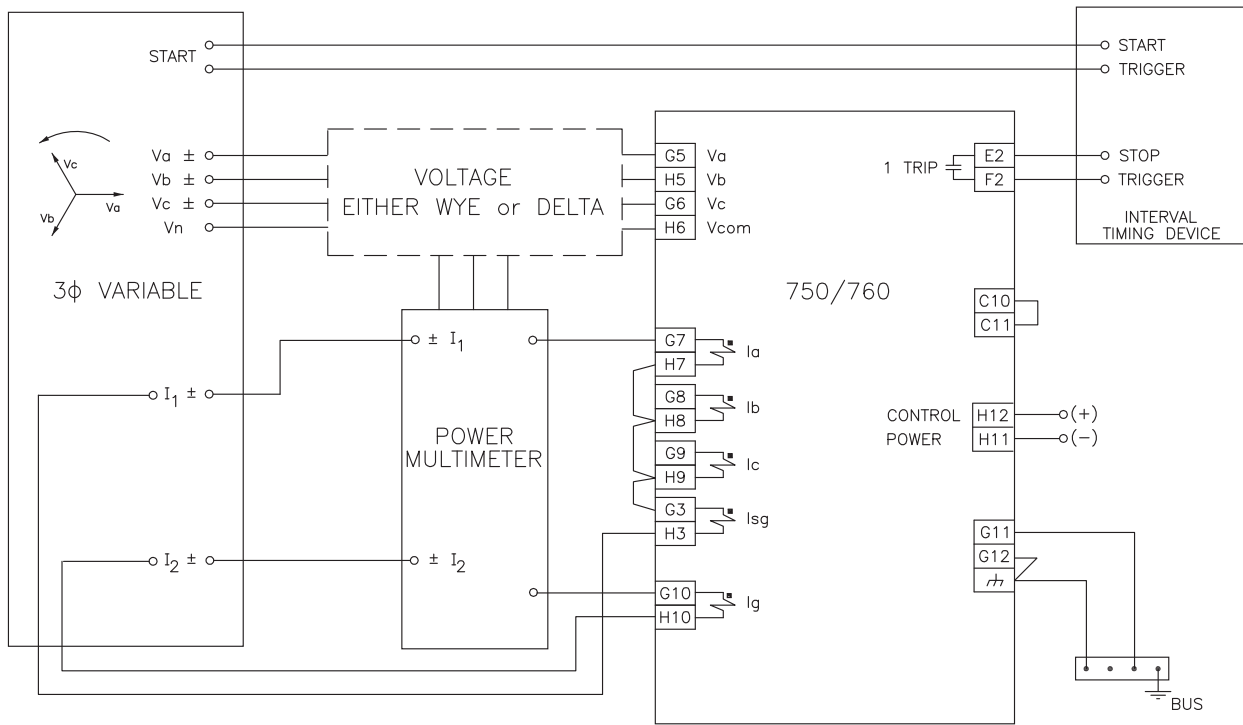 START
START
TRIGGER
Va ±
Vb ±
Vc ±
Vn
Vc
Vb
Va
3φ VARIABLE
VOLTAGE
EITHER WYE or DELTA
G5 Va
H5 Vb
G6 Vc
H6 Vcom
1 TRIP
E2
F2
STOP
TRIGGER
INTERVAL
TIMING DEVICE
750/760
C10
C11
I1 ±
± I1
POWER
MULTIMETER
I2 ±
± I2
G7
H7
Ia
G8
H8
Ib
G9
H9
Ic
G3
H3
Isg
G10
H10
Ig
CONTROL
POWER
H12 (+)
H11 (-)
G11
G12
BUS